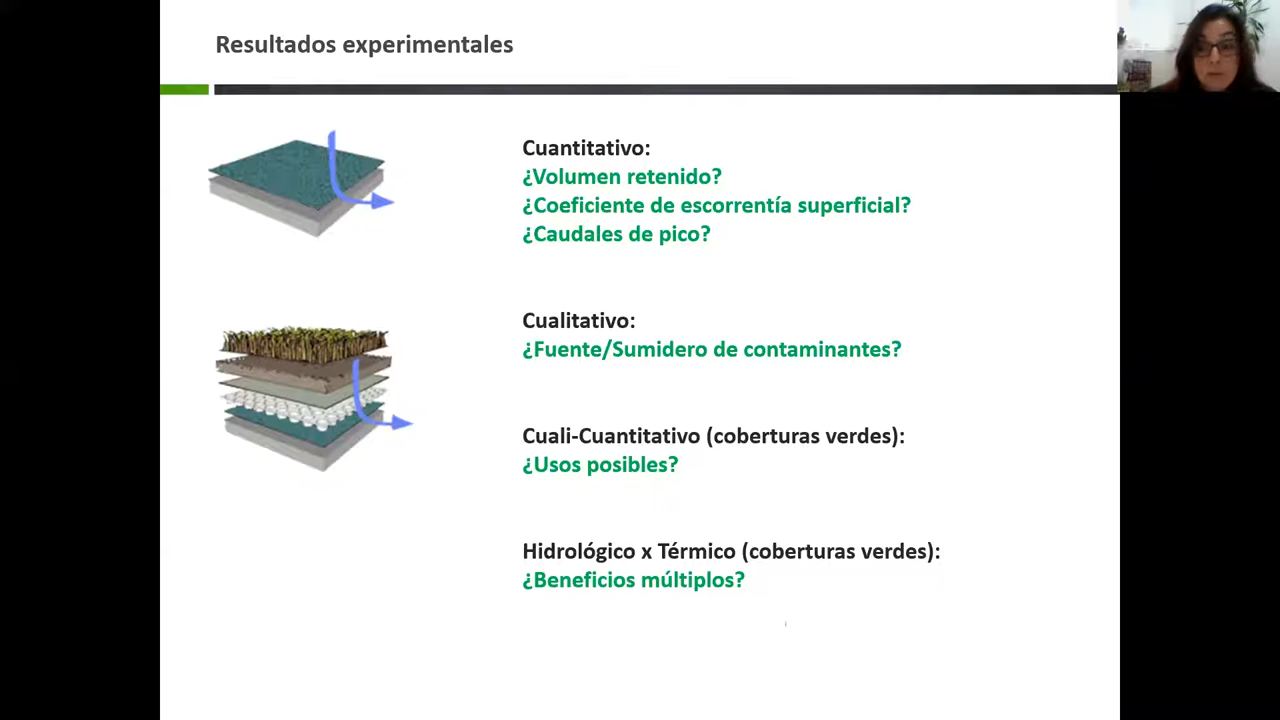 Resultados experimentales
Cuantitativo:
¿Volumen retenido?
¿Coeficiente de escorrentía superficial?
¿Caudales de pico?
Cualitativo:
¿Fuente/Sumidero de contaminantes?
Cuali-Cuantitativo (coberturas verdes):
¿Usos posibles?
Hidrológico x Térmico (coberturas verdes):
¿Beneficios múltiplos?